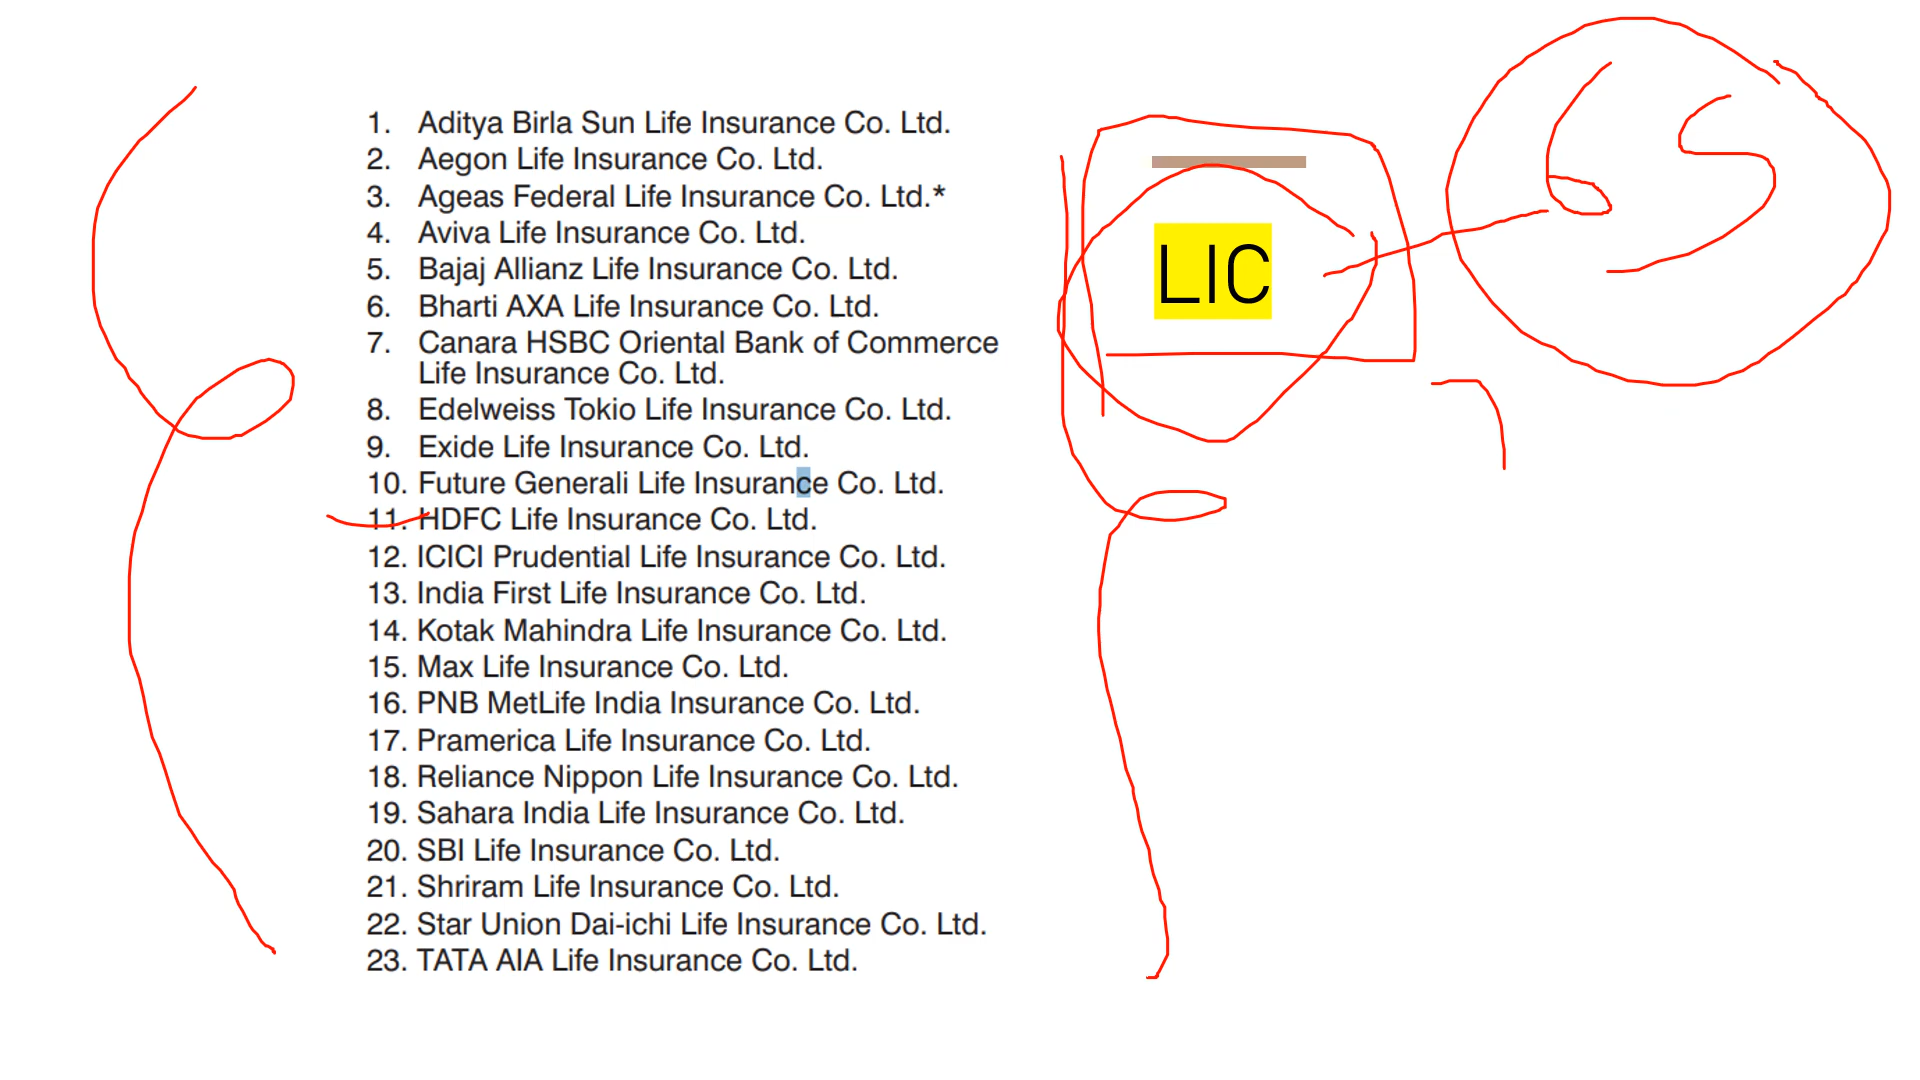 1. Aditya Birla Sun Life Insurance Co. Ltd.
2. Aegon Life Insurance Co. Ltd.
3. Ageas Federal Life Insurance Co. Ltd.*
4. Aviva Life Insurance Co. Ltd.
5. Bajaj Allianz Life Insurance Co. Ltd.
6. Bharti AXA Life Insurance Co. Ltd.
7. Canara HSBC Oriental Bank of Commerce
Life Insurance Co. Ltd.
8. Edelweiss Tokio Life Insurance Co. Ltd.
9. Exide Life Insurance Co. Ltd.
10. Future Generali Life Insurance Co. Ltd.
11. HDFC Life Insurance Co. Ltd.
12. ICICI Prudential Life Insurance Co. Ltd.
13. India First Life Insurance Co. Ltd.
14. Kotak Mahindra Life Insurance Co. Ltd.
15. Max Life Insurance Co. Ltd.
16. PNB MetLife India Insurance Co. Ltd.
17. Pramerica Life Insurance Co. Ltd.
18. Reliance Nippon Life Insurance Co. Ltd.
19. Sahara India Life Insurance Co. Ltd.
20. SBI Life Insurance Co. Ltd.
21. Shriram Life Insurance Co. Ltd.
22. Star Union Dai-ichi Life Insurance Co. Ltd.
23. TATA AIA Life Insurance Co. Ltd.
LIC
65